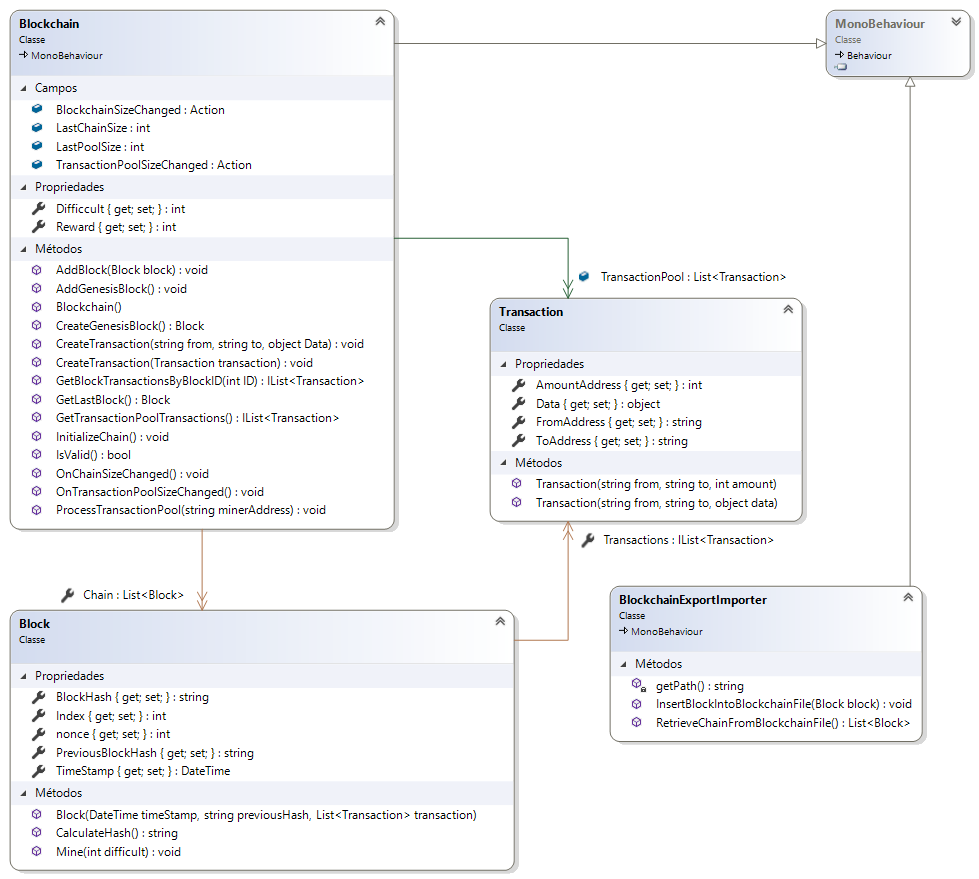 Blockchain
Classe
MonoBehaviour
Campos
BlockchainSizeChanged : Action
LastChainSize : int
LastPoolSize : int
TransactionPoolSizeChanged : Action
Propriedades
Difficcult { get; set; } : int
Reward { get; set; } : int
Métodos
AddBlock(Block block) : void
AddGenesisBlock() : void
Blockchain()
CreateGenesisBlock() : Block
CreateTransaction(string from, string to, object Data) : void
CreateTransaction(Transaction transaction) : void
GetBlockTransactionsByBlockID(int ID) : IList<Transaction>
GetLastBlock() : Block
GetTransactionPoolTransactions() : IList<Transaction>
InitializeChain() : void
IsValid() : bool
OnChainSizeChanged() : void
OnTransactionPoolSizeChanged() : void
ProcessTransactionPool(string minerAddress) : void
MonoBehaviour
Classe
Behaviour
TransactionPool : List<Transaction>
Transaction
Classe
Propriedades
AmountAddress { get; set; } : int
Data { get; set; } : object
FromAddress { get; set; } : string
ToAddress { get; set; } : string
Métodos
Transaction(string from, string to, int amount)
Transaction(string from, string to, object data)
Transactions : IList<Transaction>
Chain : List<Block>
Block
Classe
Propriedades
BlockHash { get; set; } : string
Index { get; set; } : int
nonce { get; set; } : int
PreviousBlockHash { get; set; } : string
TimeStamp { get; set; } : DateTime
Métodos
Block(DateTime timeStamp, string previousHash, List<Transaction> transaction)
CalculateHash() : string
Mine(int difficult) : void
BlockchainExportImporter
Classe
MonoBehaviour
Métodos
getPath() : string
InsertBlockIntoBlockchainFile(Block block) : void
RetrieveChainFromBlockchainFile() : List<Block>